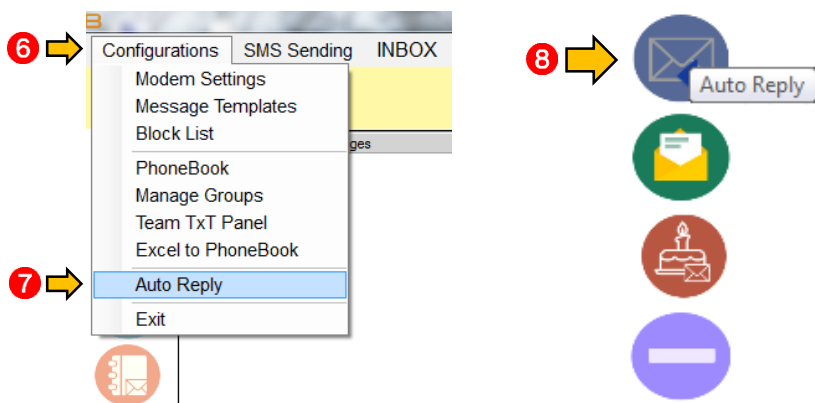 6
Configurations SMS Sending INBOX
Modem Settings
Message Templates
Block List
PhoneBook
Manage Groups
Team TxT Panel
Excel to PhoneBook
7
Auto Reply
Exit
ges
8
Auto Reply